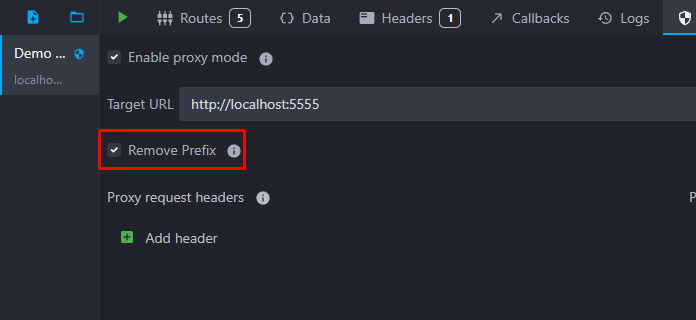 Routes 5 Data Headers 1 Callbacks Logs
Demo ...
localho...
Enable proxy mode
Target URL http://localhost:5555
Remove Prefix
Proxy request headers P
Add header